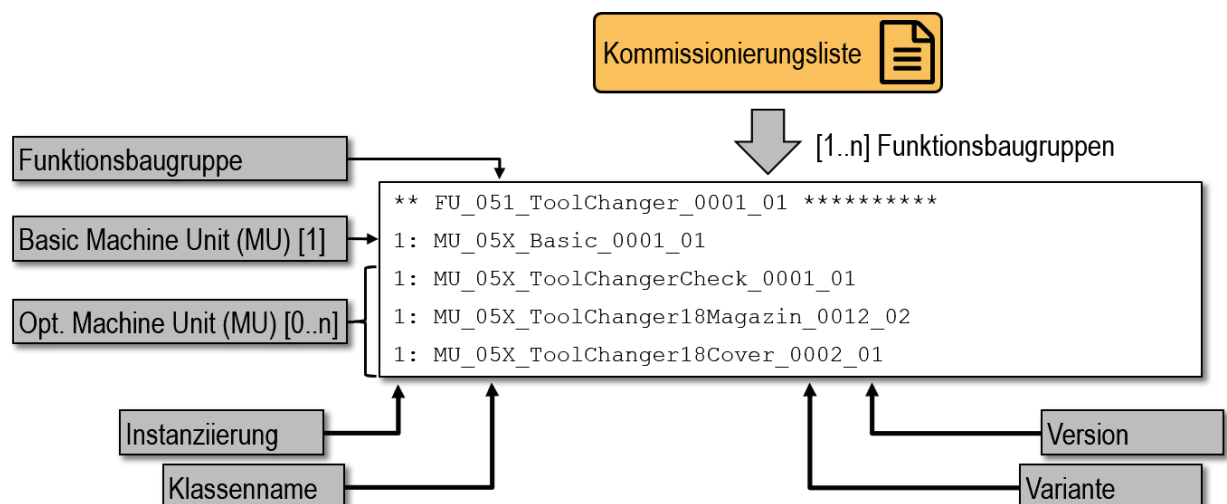 Kommissionierungsliste
[1..n] Funktionsbaugruppen
Funktionsbaugruppe
** FU_051_ToolChanger_0001_01 **********
Basic Machine Unit (MU) [1]
1: MU_05X_Basic_0001_01
1: MU_05X_ToolChangerCheck_0001_01
Opt. Machine Unit (MU) [0..n]
1: MU_05X_ToolChanger18Magazin_0012_02
1: MU_05X_ToolChanger18Cover_0002_01
Instanziierung
Version
Klassenname
Variante